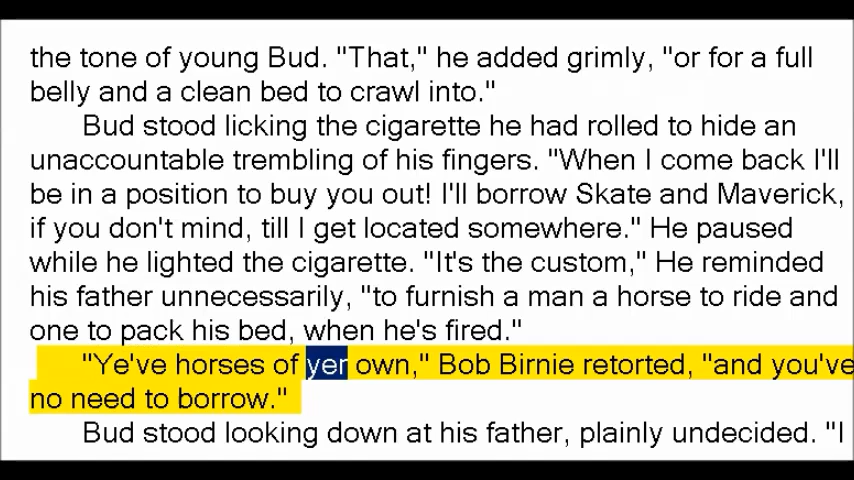 the tone of young Bud. "That," he added grimly, "or for a full
belly and a clean bed to crawl into."
Bud stood licking the cigarette he had rolled to hide an
unaccountable trembling of his fingers. "When I come back I'll
be in a position to buy you out! I'll borrow Skate and Maverick,
if you don't mind, till I get located somewhere." He paused
while he lighted the cigarette. "It's the custom," He reminded
his father unnecessarily, "to furnish a man a horse to ride and
one to pack his bed, when he's fired."
"Ye've horses of yer own," Bob Birnie retorted, "and you've
no need to borrow."
Bud stood looking down at his father, plainly undecided. "I